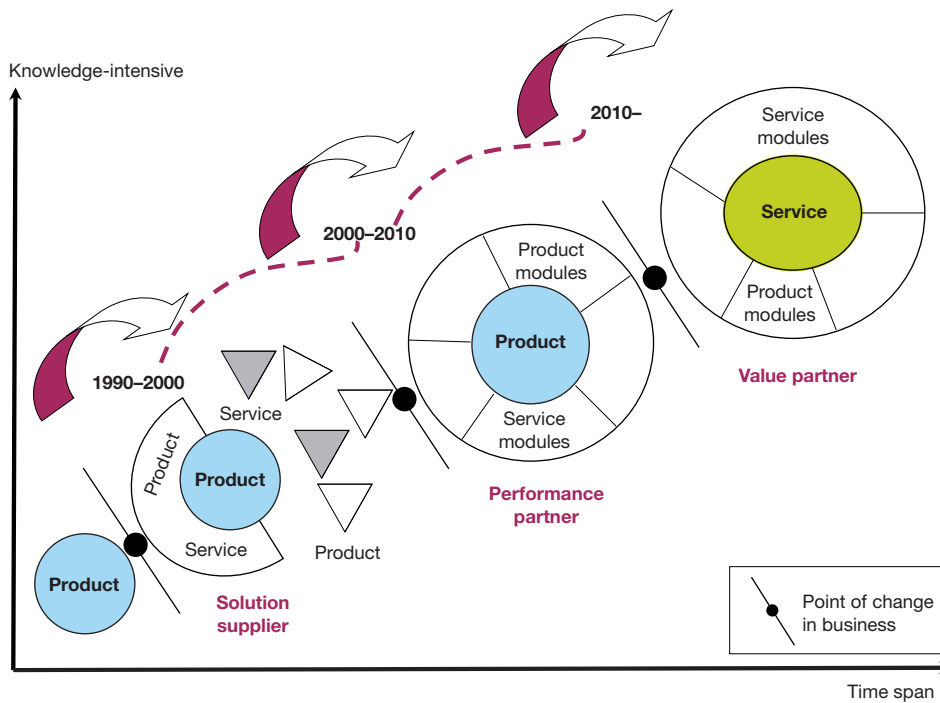 Knowledge-intensive
2010–
Service
modules
Service
Product
modules
Value partner
2000–2010
Product
modules
Product
Service
modules
Performance
partner
1990–2000
Service
Product
Product
Service
Product
Solution
supplier
Product
Point of change
in business
Time span